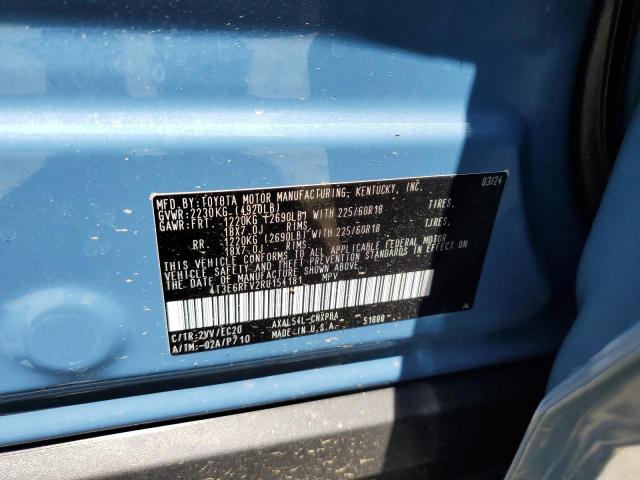 MFD.BY:TOYOTA MOTOR MANUFACTURING, KENTUCKY, INC. 03/24
GVWR:2230KG (4920LB)
GAWR:FRT. 1220KG (2690LB) WITH 225/60R18 TIRES,
18X7.0J RIMS
RR. 1220KG (2690LB) WITH 225/60R18 TIRES,
18X7.0J RIMS
THIS VEHICLE CONFORMS TO ALL APPLICABLE FEDERAL MOTOR
VEHICLE SAFETY AND THEFT-PREVENTION STANDARDS IN EFFECT ON
THE DATE OF MANUFACTURE SHOWN ABOVE.
4T3E6RFV2RU154181 MPV
C/TR:2YV/EC20 AXAL54L-CNXPBA 51688
A/TM:-02A/P710 MADE IN U.S.A. A